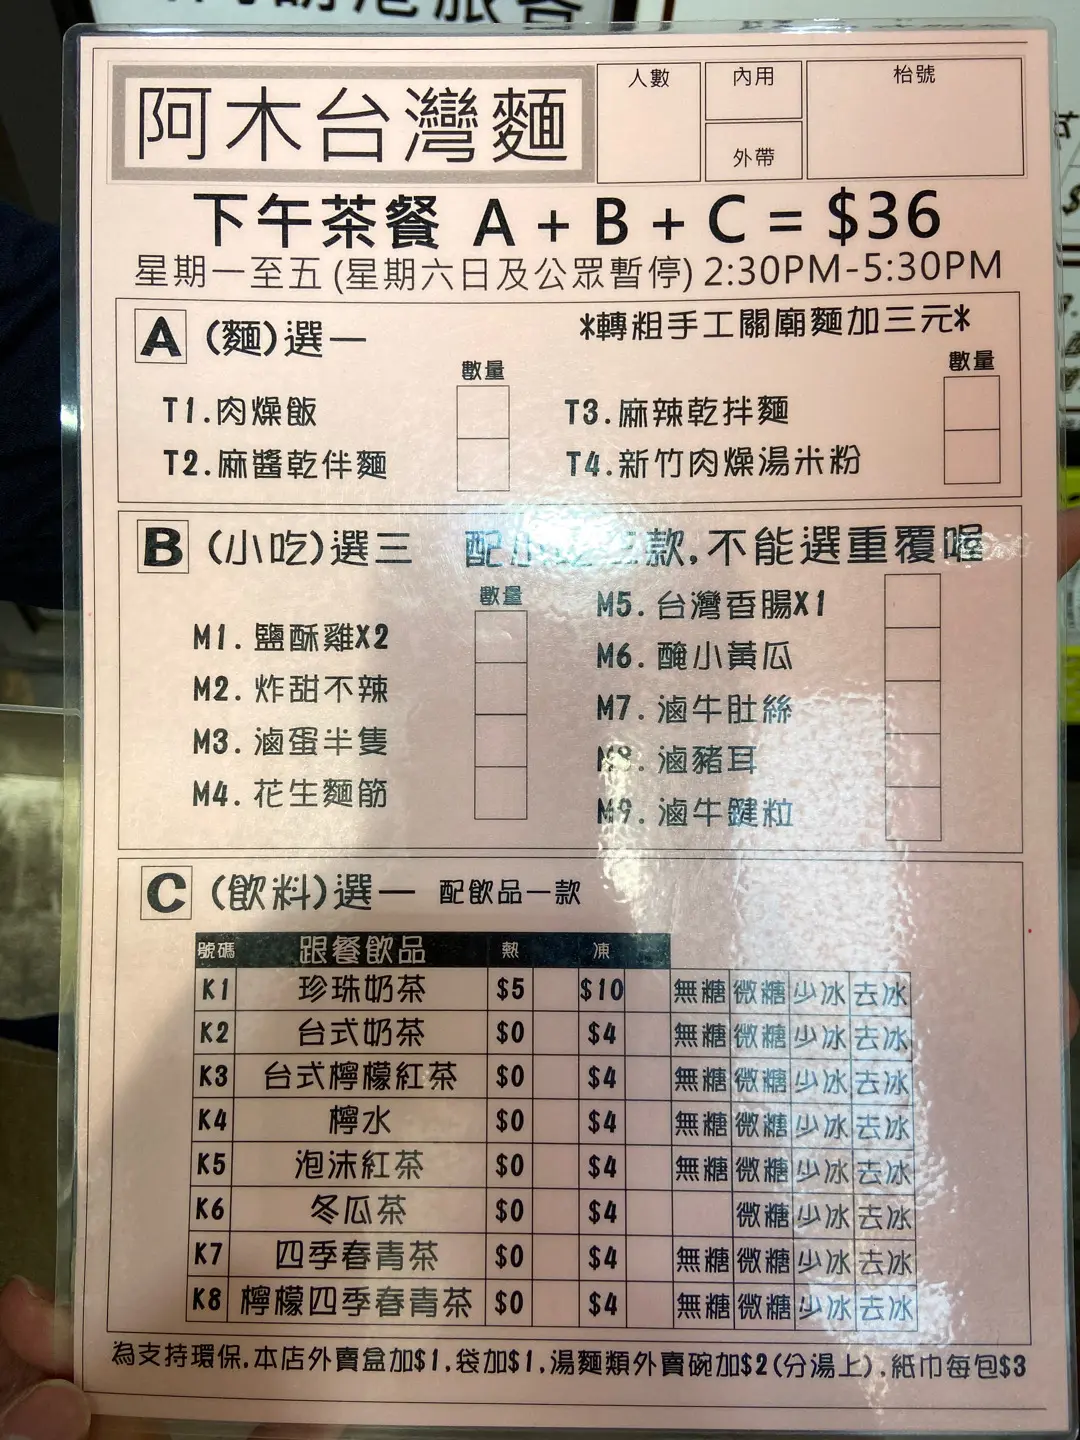 阿木台灣麵
人數
內用
外帶
枱號
下午茶餐 A + B + C = $36
星期一至五 (星期六日及公眾暫停) 2:30PM-5:30PM
A (麵)選一
*轉粗手工關廟麵加三元*
數量
數量
T1.肉燥飯
T3.麻辣乾拌麵
T2.麻醬乾伴麵
T4.新竹肉燥湯米粉
B (小吃)選三 配小 款,不能選重覆喔
數量
M1. 鹽酥雞X2
M2. 炸甜不辣
M3. 滷蛋半隻
M4. 花生麵筋
M5. 台灣香腸X1
M6. 醃小黃瓜
M7. 滷牛肚絲
M8. 滷豬耳
M9. 滷牛鍵粒
C (飲料)選一 配飲品一款
號碼 跟餐飲品 熱 凍
K1 珍珠奶茶 $5 $10 無糖 微糖 少冰 去冰
K2 台式奶茶 $0 $4 無糖 微糖 少冰 去冰
K3 台式檸檬紅茶 $0 $4 無糖 微糖 少冰 去冰
K4 檸水 $0 $4 無糖 微糖 少冰 去冰
K5 泡沫紅茶 $0 $4 無糖 微糖 少冰 去冰
K6 冬瓜茶 $0 $4 微糖 少冰 去冰
K7 四季春青茶 $0 $4 無糖 微糖 少冰 去冰
K8 檸檬四季春青茶 $0 $4 無糖 微糖 少冰 去冰
為支持環保.本店外賣盒加$1.袋加$1.湯麵類外賣碗加$2(分湯上).紙巾每包$3